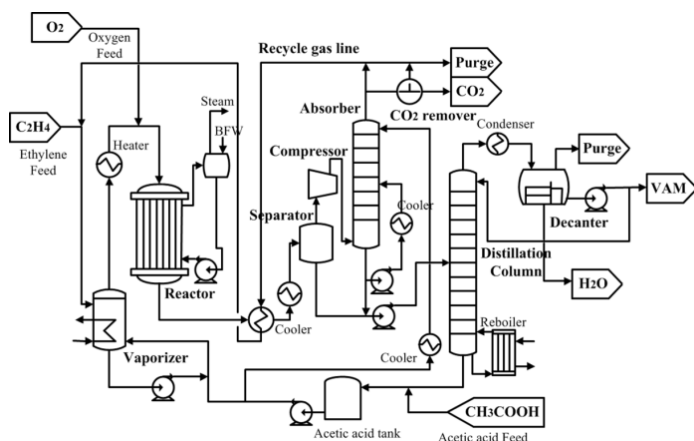 O2
Oxygen
Feed
Recycle gas line
Purge
CO2
CO2 remover
Steam
BFW
C2H4
Ethylene
Feed
Heater
Absorber
Compressor
Condenser
Purge
VAM
Separator
Cooler
Decanter
Distillation
Column
H2O
Reactor
Cooler
Reboiler
Vaporizer
Cooler
CH3COOH
Acetic acid tank
Acetic acid Feed